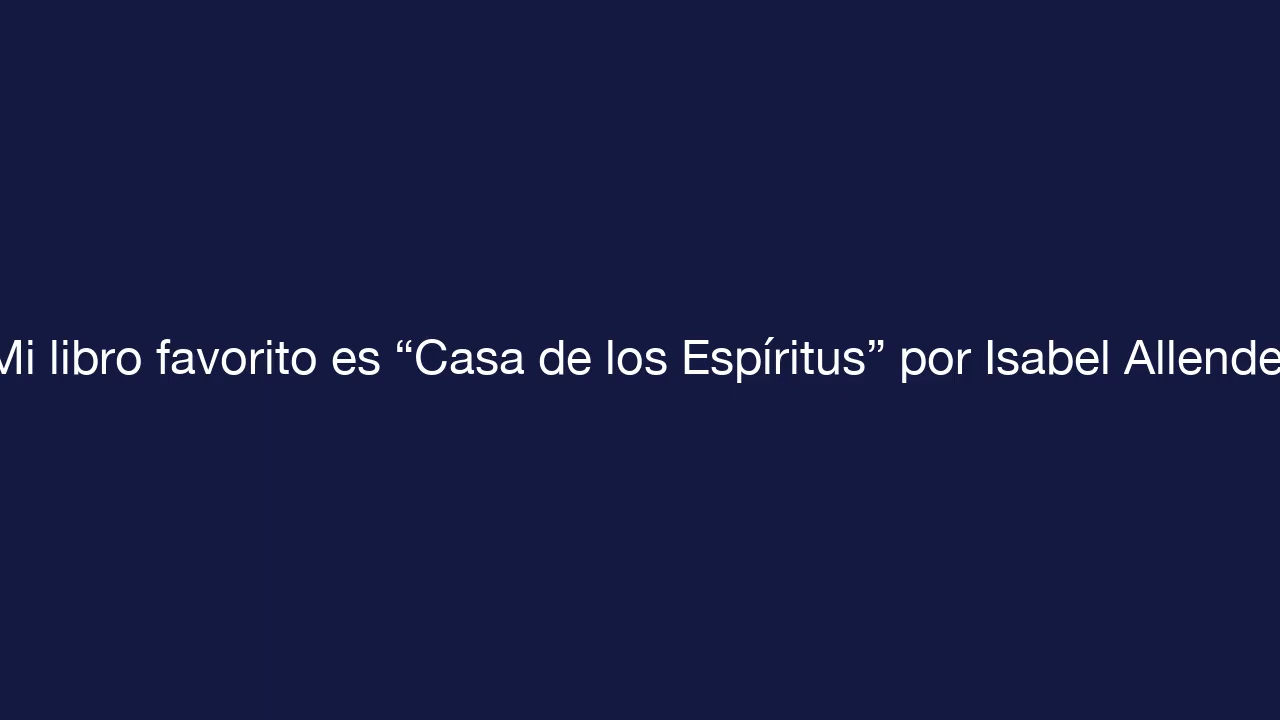 Mi libro favorito es “Casa de los Espíritus” por Isabel Allende